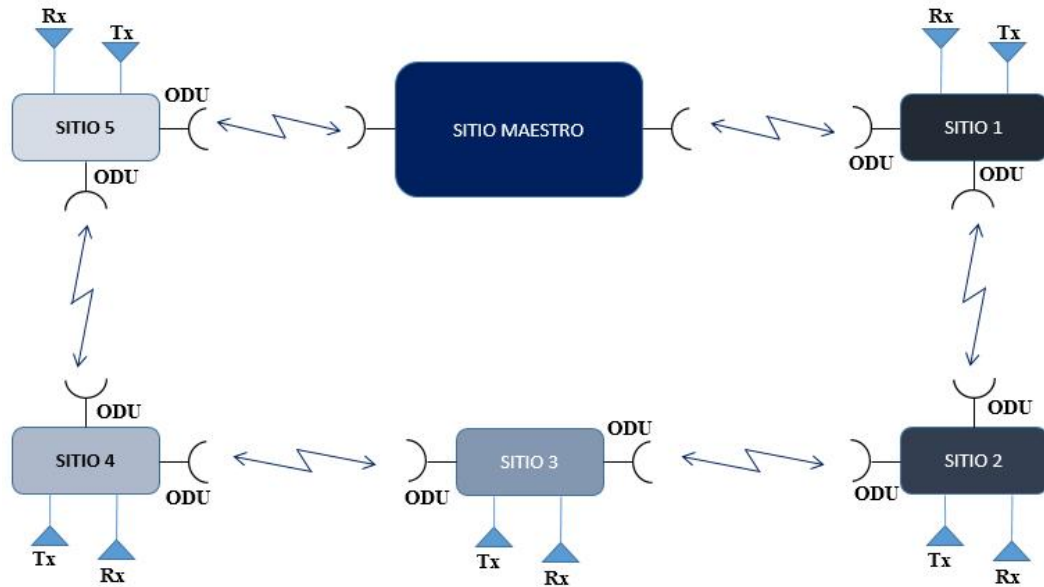 Rx
Tx
ODU
SITIO 5
ODU
SITIO MAESTRO
Rx
Tx
SITIO 1
ODU
ODU
ODU
SITIO 4
ODU
Tx
Rx
ODU
SITIO 3
ODU
Tx
Rx
ODU
SITIO 2
ODU
Tx
Rx